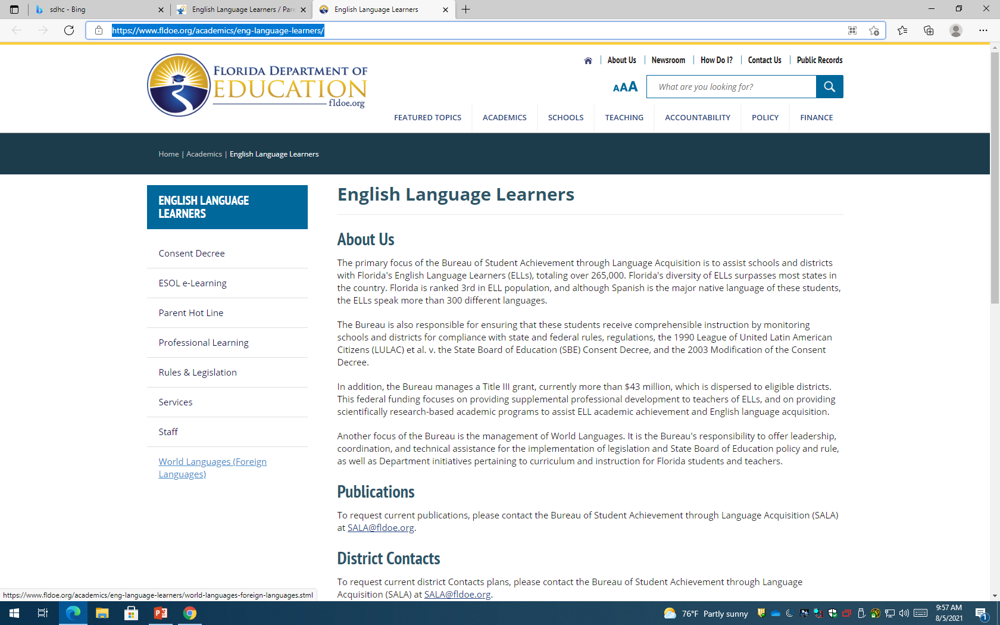 sdhc - Bing
English Language Learners / Pare
English Language Learners
https://www.fldoe.org/academics/eng-language-learners/
FLORIDA DEPARTMENT OF
EDUCATION
fldoe.org
About Us
Newsroom
How Do I?
Contact Us
Public Records
AAA
What are you looking for?
FEATURED TOPICS
ACADEMICS
SCHOOLS
TEACHING
ACCOUNTABILITY
POLICY
FINANCE
Home | Academics | English Language Learners
ENGLISH LANGUAGE
LEARNERS
Consent Decree
ESOL e-Learning
Parent Hot Line
Professional Learning
Rules & Legislation
Services
Staff
World Languages (Foreign
Languages)
English Language Learners
About Us
The primary focus of the Bureau of Student Achievement through Language Acquisition is to assist schools and districts
with Florida's English Language Learners (ELLs), totaling over 265,000. Florida's diversity of ELLs surpasses most states in
the country. Florida is ranked 3rd in ELL population, and although Spanish is the major native language of these students,
the ELLs speak more than 300 different languages.
The Bureau is also responsible for ensuring that these students receive comprehensible instruction by monitoring
schools and districts for compliance with state and federal rules, regulations, the 1990 League of United Latin American
Citizens (LULAC) et al. v. the State Board of Education (SBE) Consent Decree, and the 2003 Modification of the Consent
Decree.
In addition, the Bureau manages a Title III grant, currently more than $43 million, which is dispersed to eligible districts.
This federal funding focuses on providing supplemental professional development to teachers of ELLs, and on providing
scientifically research-based academic programs to assist ELL academic achievement and English language acquisition.
Another focus of the Bureau is the management of World Languages. It is the Bureau's responsibility to offer leadership,
coordination, and technical assistance for the implementation of legislation and State Board of Education policy and rule,
as well as Department initiatives pertaining to curriculum and instruction for Florida students and teachers.
Publications
To request current publications, please contact the Bureau of Student Achievement through Language Acquisition (SALA)
at SALA@fldoe.org.
District Contacts
To request current district Contacts plans, please contact the Bureau of Student Achievement through Language
Acquisition (SALA) at SALA@fldoe.org.
https://www.fldoe.org/academics/eng-language-learners/world-languages-foreign-languages.stml
76°F Partly sunny
9:57 AM
8/5/2021
1